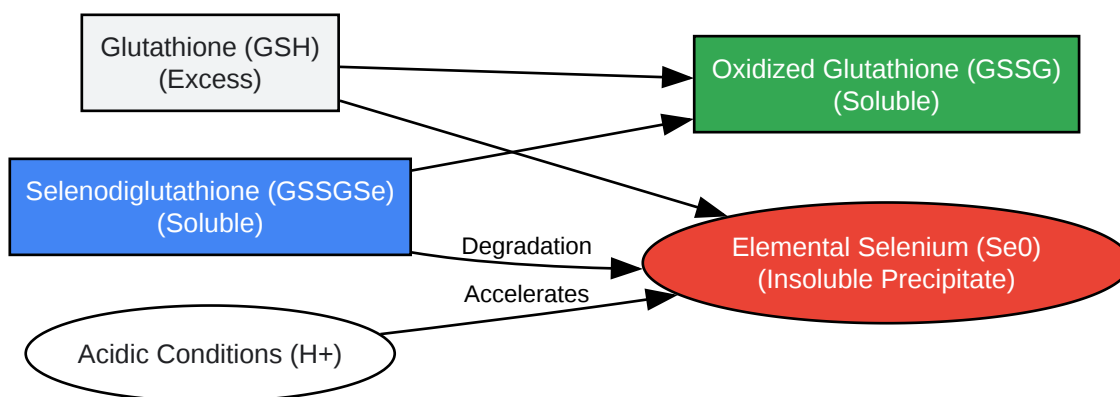 Glutathione (GSH)
(Excess)
Oxidized Glutathione (GSSG)
(Soluble)
Selenodiglutathione (GSSGSe)
(Soluble)
Degradation
Elemental Selenium (Se0)
(Insoluble Precipitate)
Accelerates
Acidic Conditions (H+)